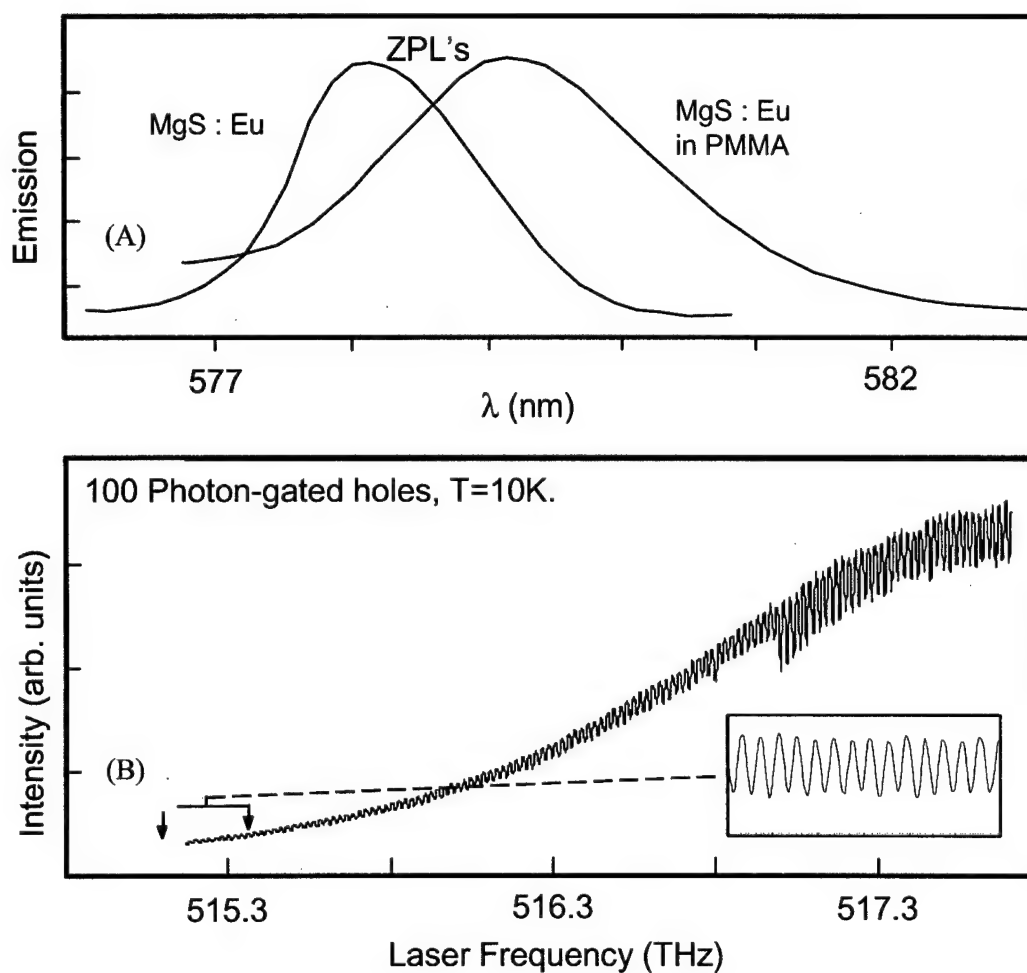 ZPL's
MgS : Eu
MgS : Eu
in PMMA
Emission
(A)
577
582
λ (nm)
100 Photon-gated holes, T=10K.
Intensity (arb. units)
(B)
515.3
516.3
517.3
Laser Frequency (THz)